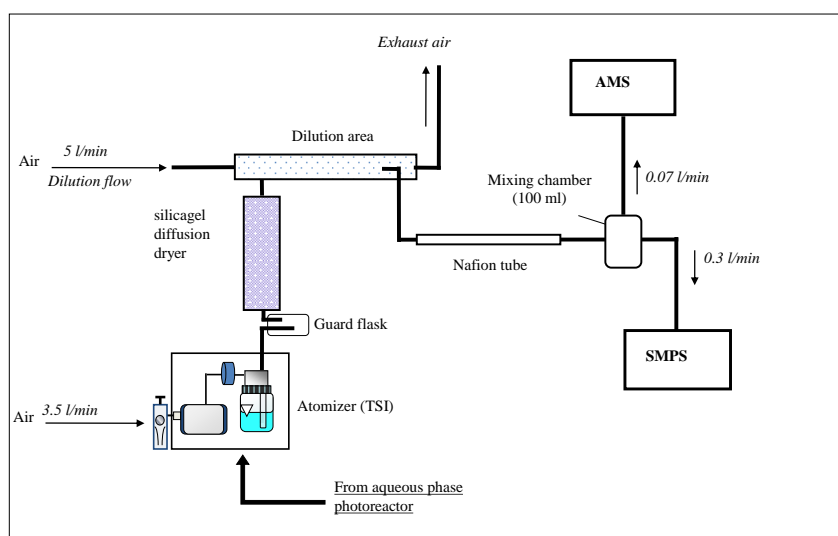 Exhaust air
AMS
Dilution area
Air
5 l/min
Dilution flow
Mixing chamber
(100 ml)
0.07 l/min
silicagel
diffusion
dryer
Nafion tube
0.3 l/min
Guard flask
SMPS
Air
3.5 l/min
Atomizer (TSI)
From aqueous phase
photoreactor